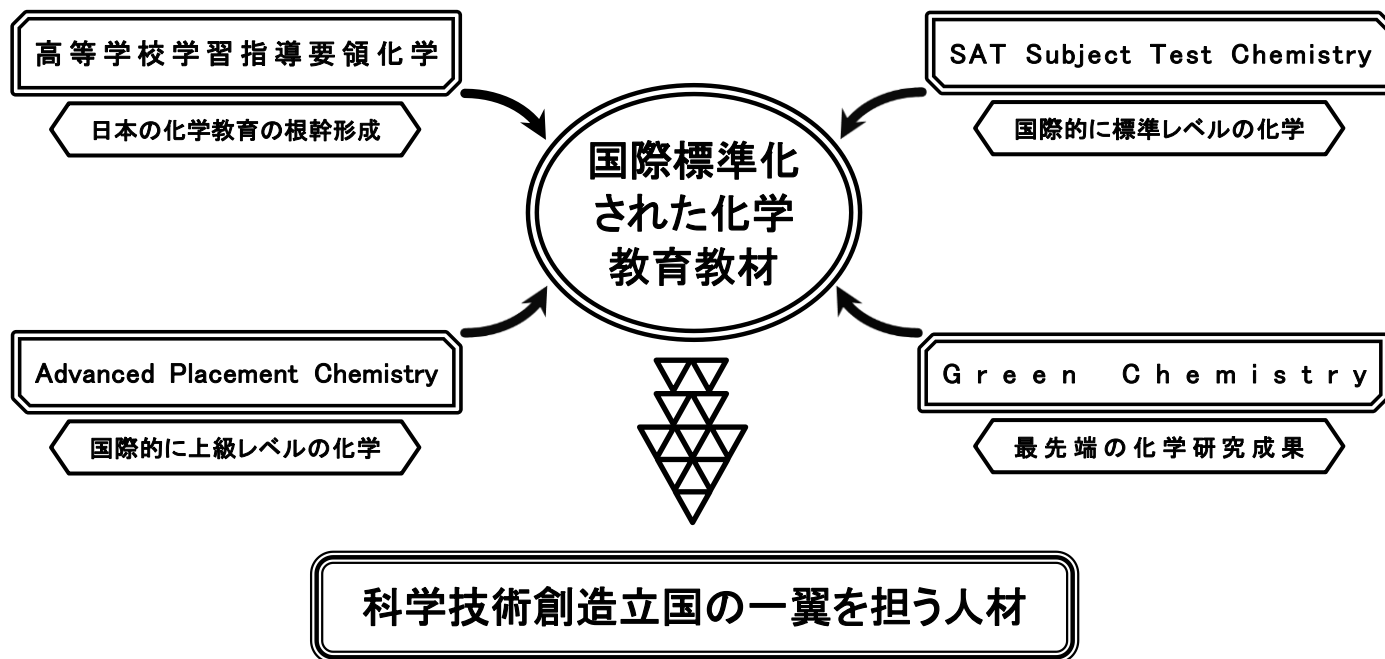 高等学校学習指導要領化学
日本の化学教育の根幹形成
SAT Subject Test Chemistry
国際的に標準レベルの化学
国際標準化
された化学
教育教材
Advanced Placement Chemistry
国際的に上級レベルの化学
Green Chemistry
最先端の化学研究成果
科学技術創造立国の一翼を担う人材